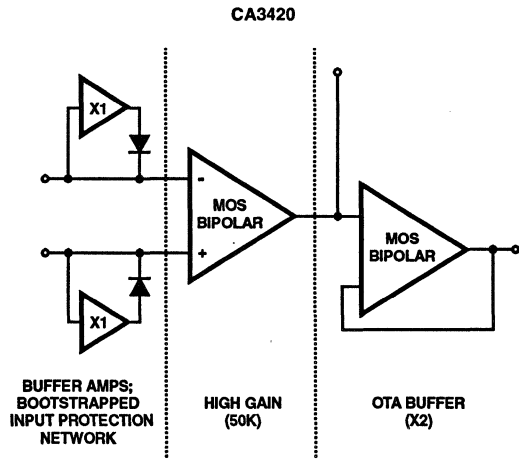 CA3420
X1
-
MOS
BIPOLAR
+
X1
MOS
BIPOLAR
BUFFER AMPS;
BOOTSTRAPPED
INPUT PROTECTION
NETWORK
HIGH GAIN
(50K)
OTA BUFFER
(X2)